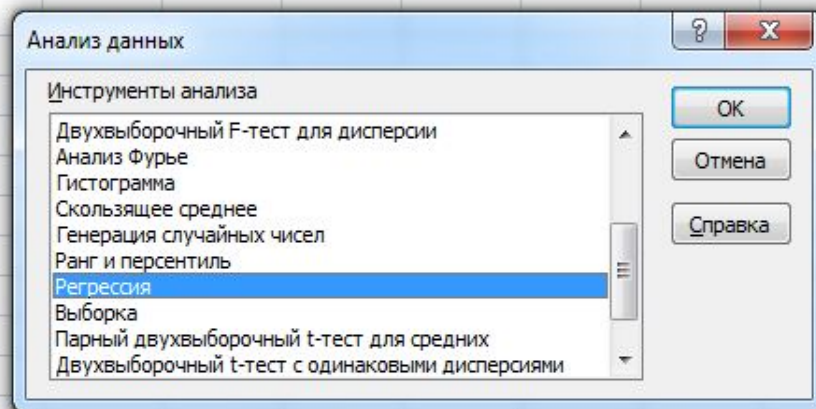 Анализ данных
Инструменты анализа
Двухвыборочный F-тест для дисперсии
Анализ Фурье
Гистограмма
Скользящее среднее
Генерация случайных чисел
Ранг и персентиль
Регрессия
Выборка
Парный двухвыборочный t-тест для средних
Двухвыборочный t-тест с одинаковыми дисперсиями
OK
Отмена
Справка